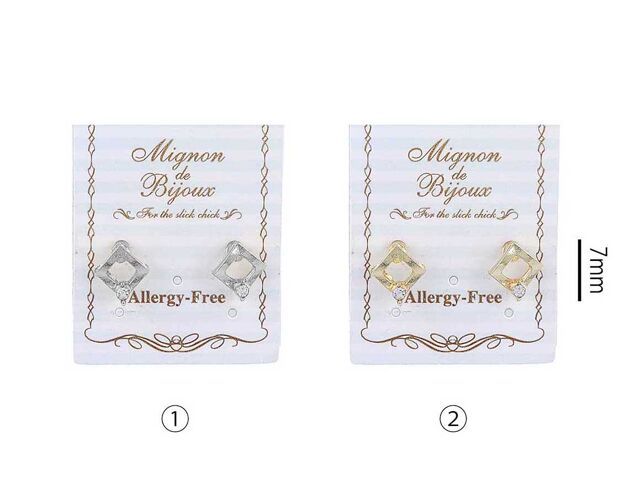 Mignon
de
Bijoux
For the slick chick
Allergy-Free
①
Mignon
de
Bijoux
For the slick chick
Allergy-Free
②
7mm